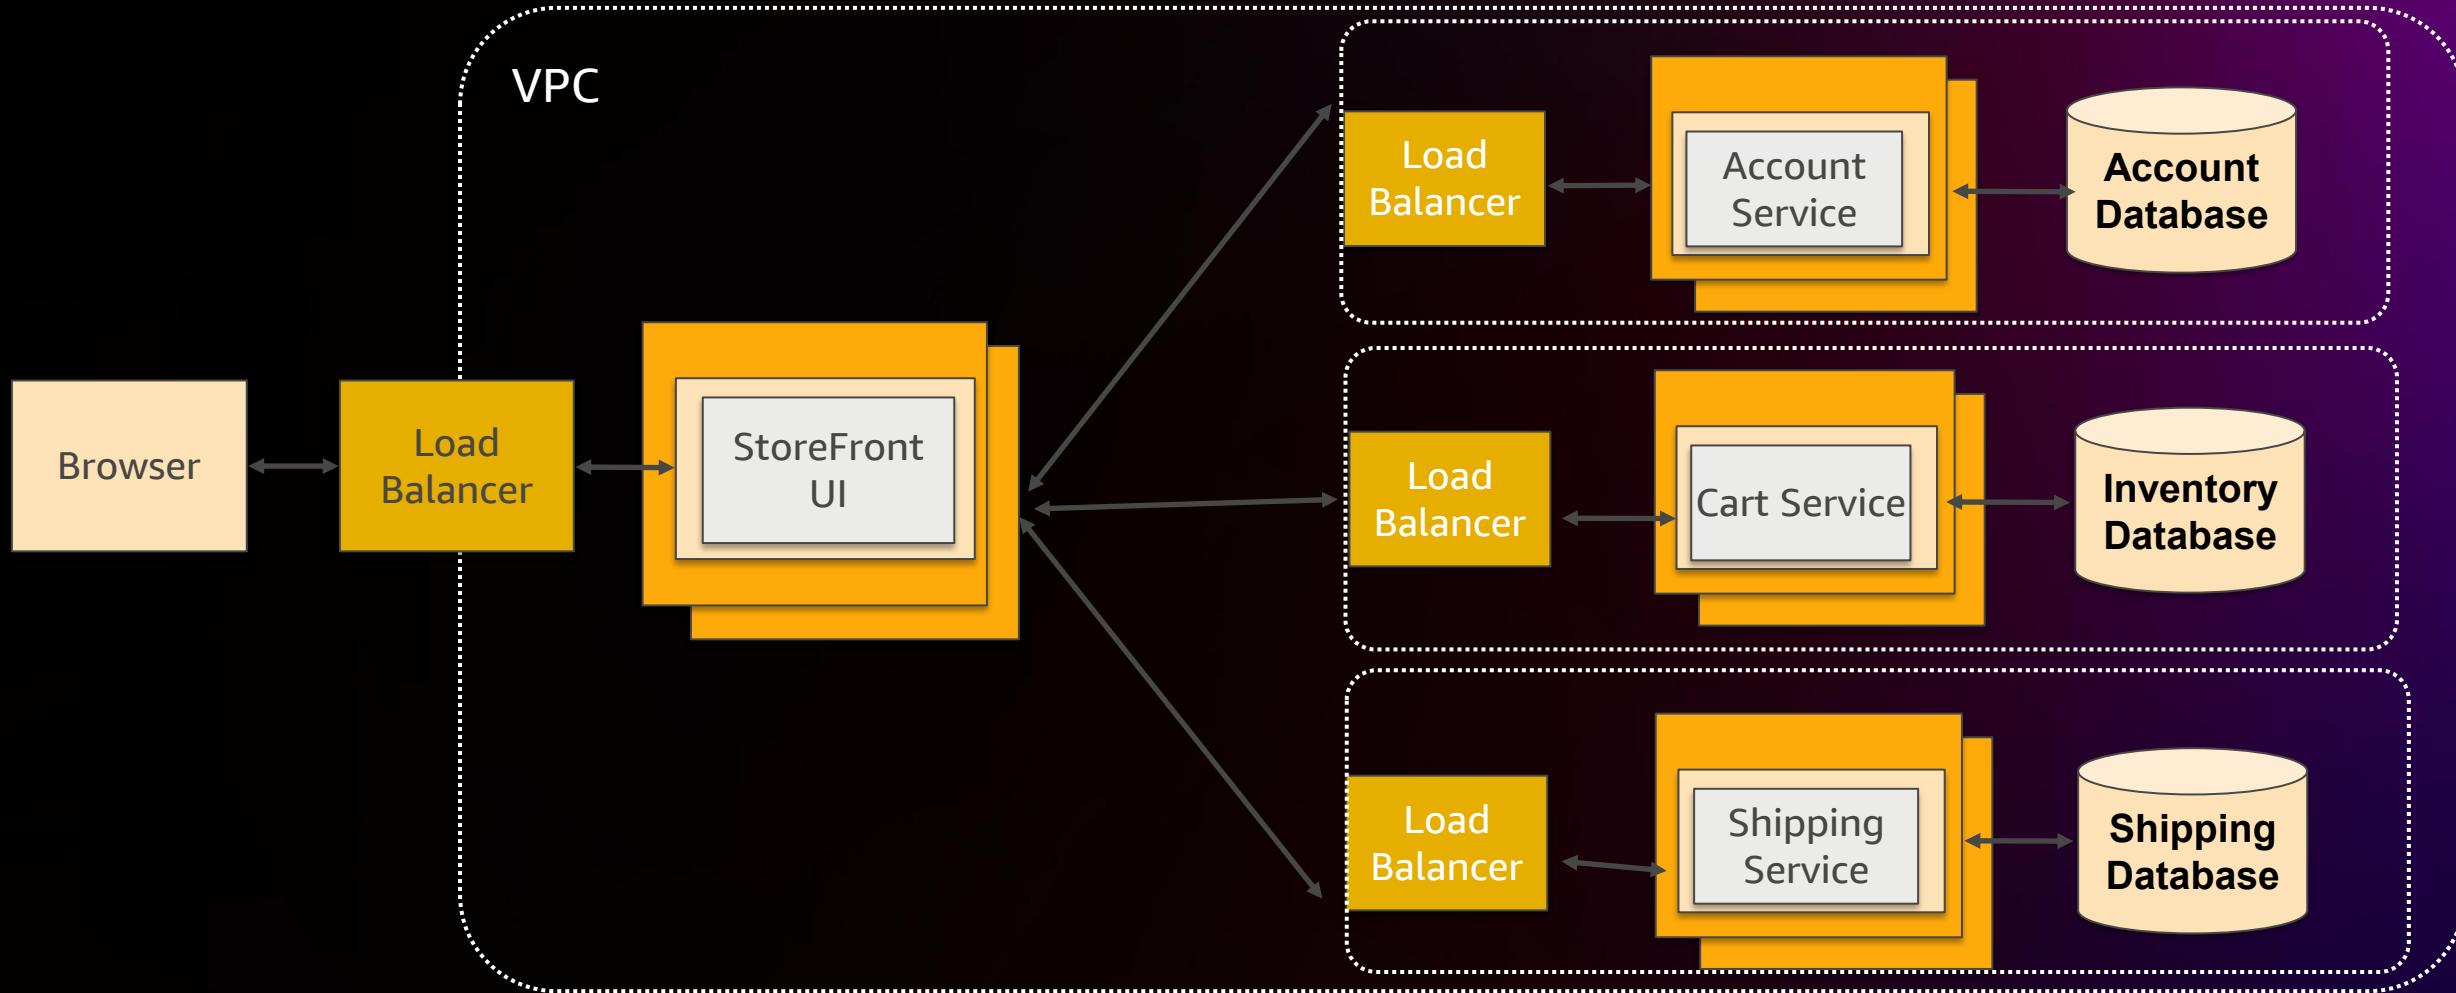 VPC
Browser
Load
Balancer
StoreFront
UI
Load
Balancer
Account
Service
Account
Database
Load
Balancer
Cart Service
Inventory
Database
Load
Balancer
Shipping
Service
Shipping
Database